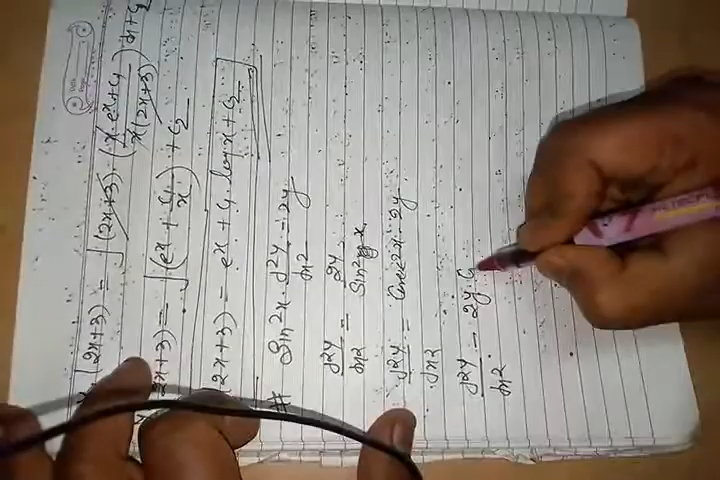 y (2x+3) = ∫ (2x+3) · (x·eˣ+c₁ / x(2x+3)) dx + c₂
(2x+3) = ∫ (eˣ + c₁/x) + c₂
(2x+3) = eˣ + c₁ · log x + c₂
# Sin²x · d²y/dx² = 2y
d²y/dx² = 2y/Sin²x
d²y/dx² = Cosec²x · 2y
d²y/dx² = 2y · C